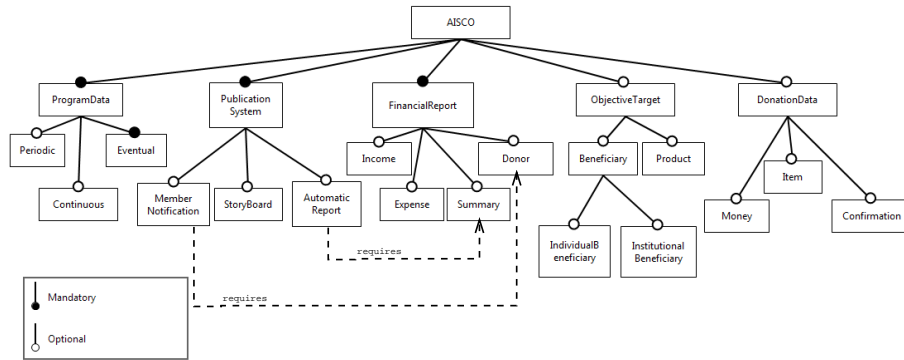 AISCO
ProgramData
Publication
System
FinancialReport
ObjectiveTarget
DonationData
Periodic
Eventual
Income
Donor
Beneficiary
Product
Item
Continuous
Member
Notification
StoryBoard
Automatic
Report
Expense
Summary
Money
Confirmation
requires
IndividualB
eneficiary
Institutional
Beneficiary
requires
Mandatory
Optional